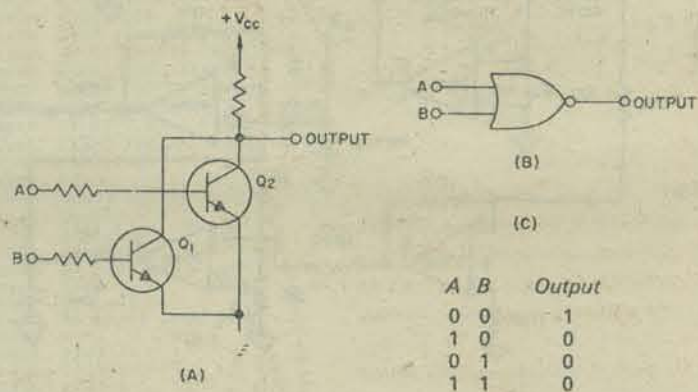 +Vcc
OUTPUT
A
Q2
B
Q1
(A)
A
B
OUTPUT
(B)
(C)
A B Output
0 0 1
1 0 0
0 1 0
1 1 0